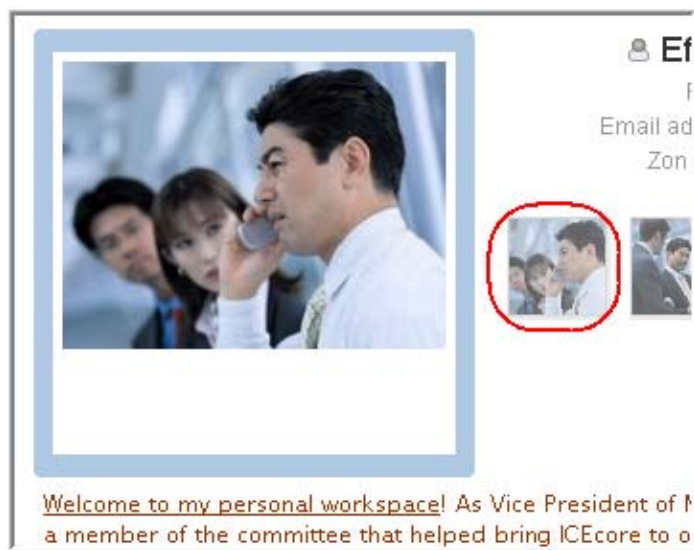 Ef
Email ad
Zon
Welcome to my personal workspace! As Vice President of
a member of the committee that helped bring ICEcore to o